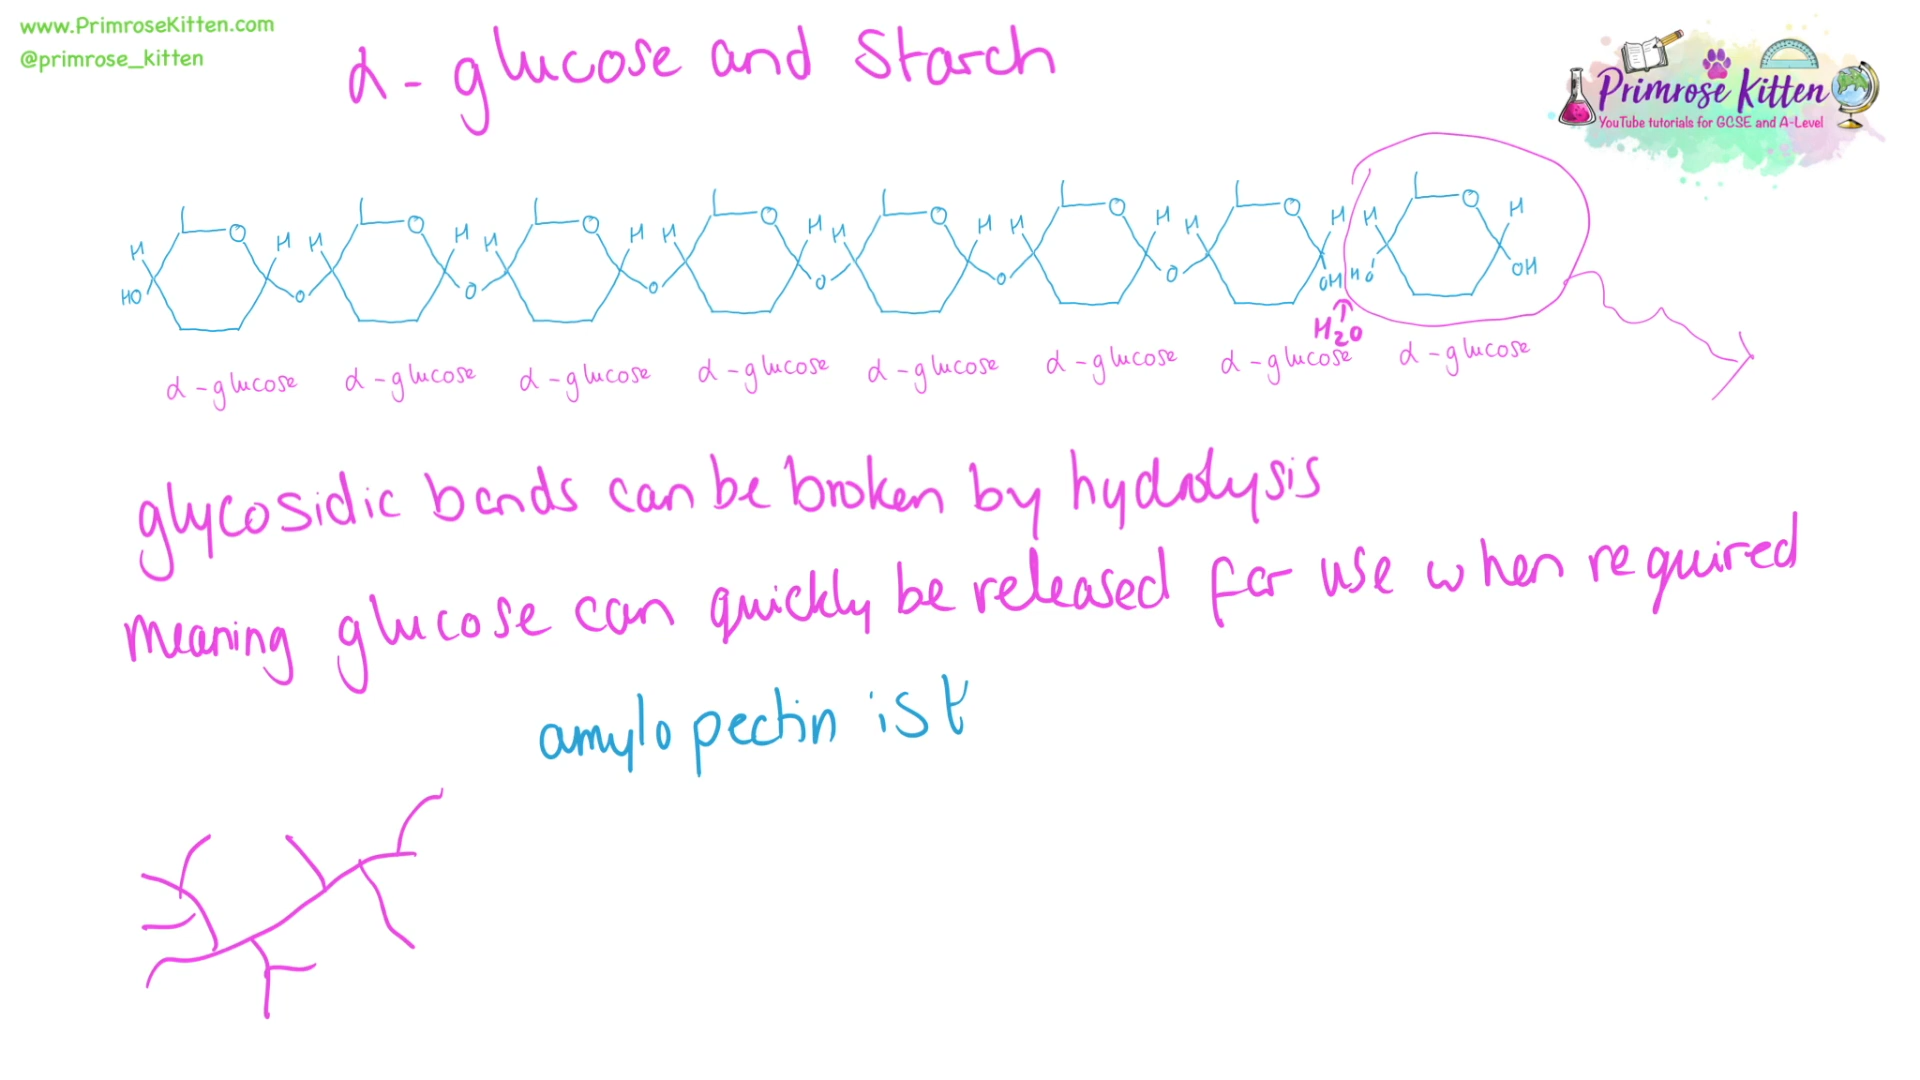 www.PrimroseKitten.com
@primrose_kitten
α - glucose and Starch
Primrose Kitten
YouTube tutorials for GCSE and A-Level
H O H H O H H O H H O H H O H H O H H O H H O H
HO O O O O O O OH HO OH
H2O
α - glucose α - glucose α - glucose α - glucose α - glucose α - glucose α - glucose α - glucose
glycosidic bonds can be broken by hydrolysis
meaning glucose can quickly be released for use when required
amylopectin is t